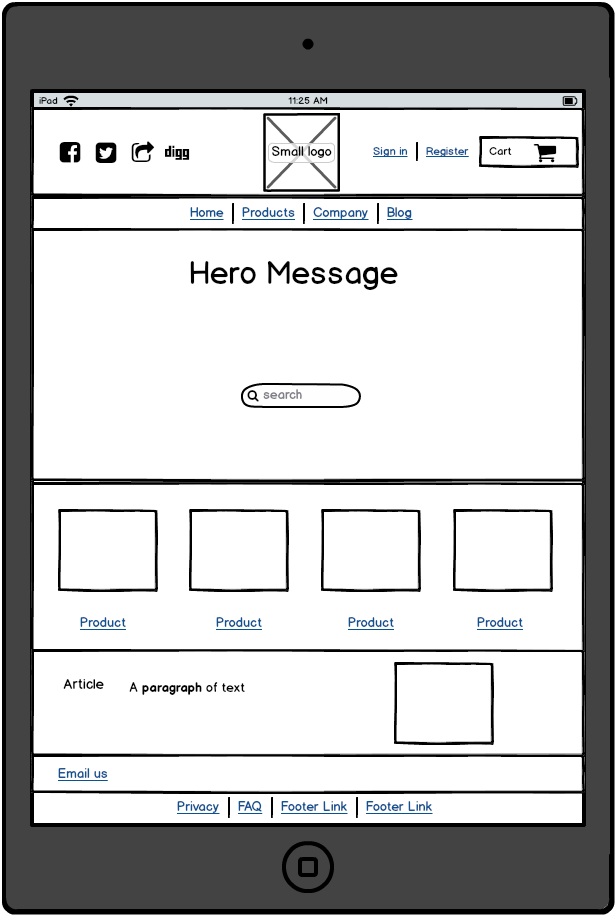 iPad 11:25 AM
digg Small logo Sign in Register Cart
Home Products Company Blog
Hero Message
search
Product Product Product Product
Article A paragraph of text
Email us
Privacy FAQ Footer Link Footer Link